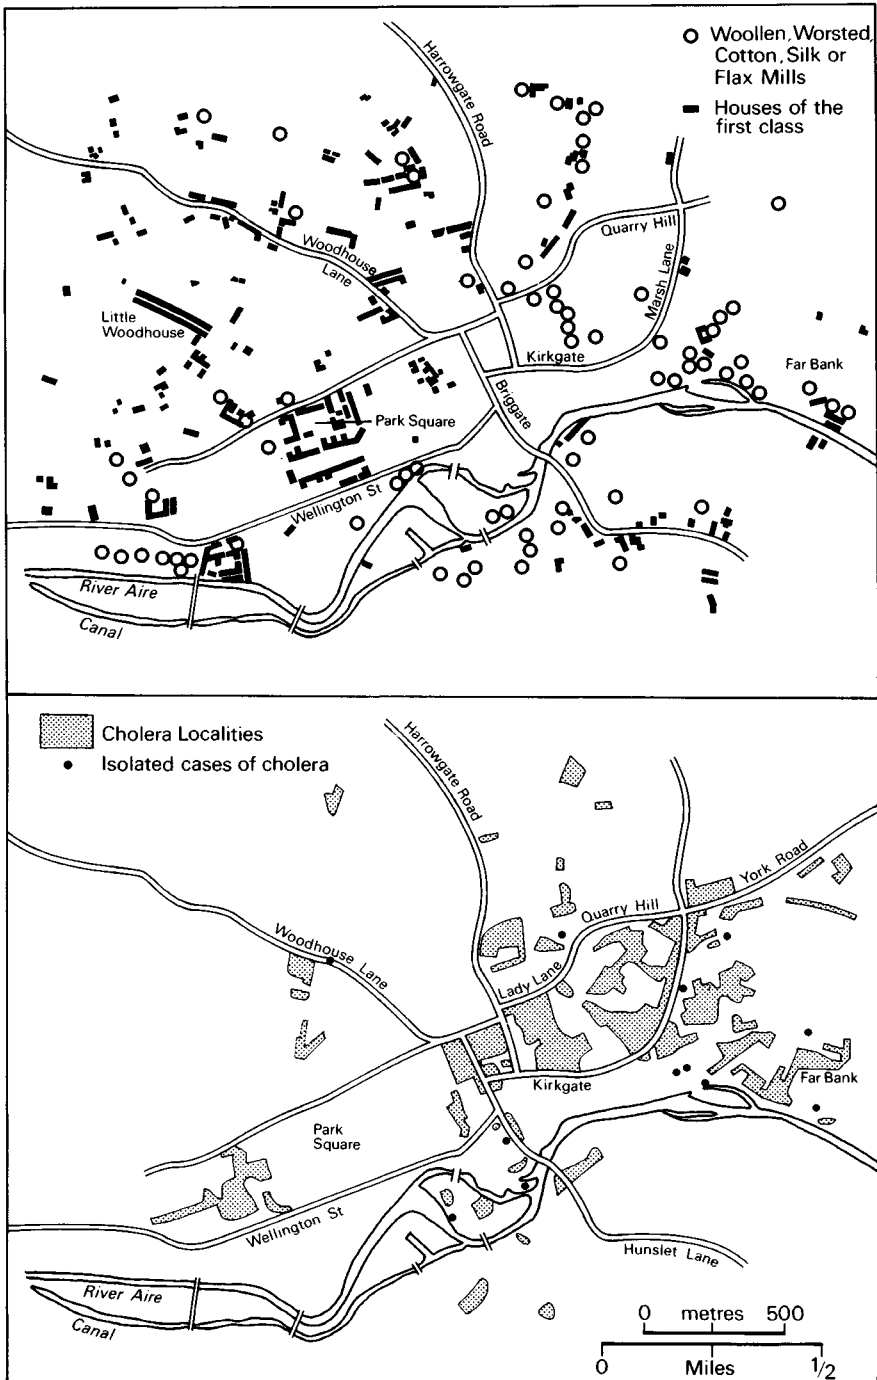 Woollen, Worsted,
Cotton, Silk or
Flax Mills
Houses of the
first class
Harrowgate Road
Quarry Hill
Woodhouse
Lane
Marsh Lane
Little
Woodhouse
Kirkgate
Far Bank
Briggate
Park Square
Wellington St
River Aire
Canal
Cholera Localities
Isolated cases of cholera
Harrowgate Road
York Road
Quarry Hill
Woodhouse Lane
Lady Lane
Kirkgate
Far Bank
Park
Square
Wellington St
Hunslet Lane
River Aire
Canal
0 metres 500
0 Miles 1/2